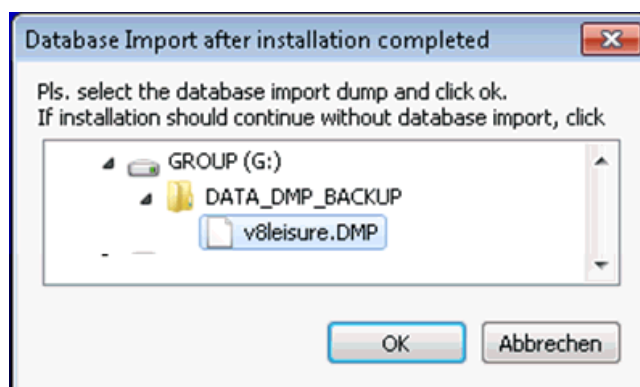 Database Import after installation completed
Pls. select the database import dump and click ok.
If installation should continue without database import, click
GROUP (G:)
DATA_DMP_BACKUP
v8leisure.DMP
OK
Abbrechen